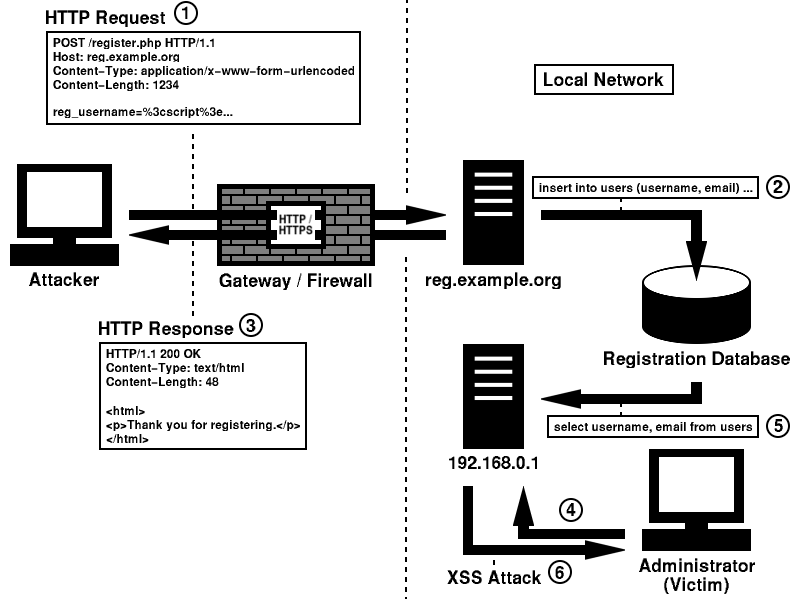 HTTP Request 1
POST /register.php HTTP/1.1
Host: reg.example.org
Content-Type: application/x-www-form-urlencoded
Content-Length: 1234
reg_username=%3cscript%3e...
Local Network
insert into users (username, email) ... 2
HTTP /
HTTPS
Attacker
Gateway / Firewall
reg.example.org
HTTP Response 3
HTTP/1.1 200 OK
Content-Type: text/html
Content-Length: 48
<html>
<p>Thank you for registering.</p>
</html>
Registration Database
select username, email from users 5
192.168.0.1
4
XSS Attack 6
Administrator
(Victim)